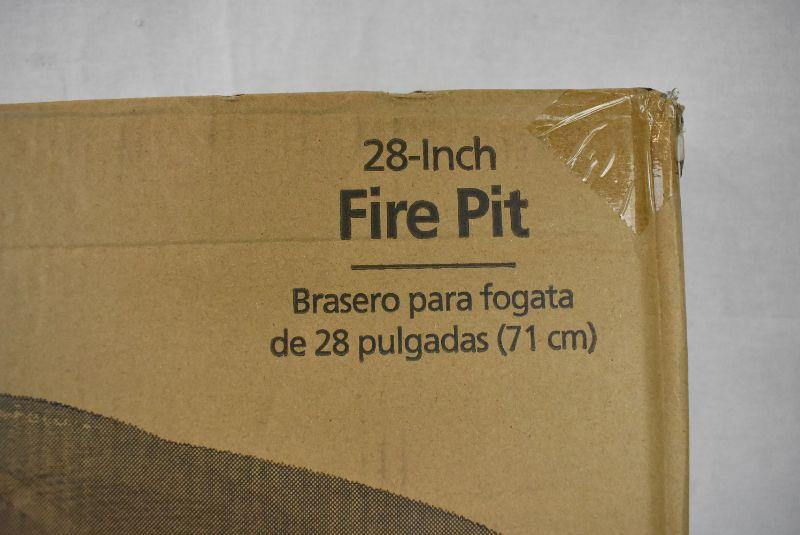 28-Inch
Fire Pit
Brasero para fogata
de 28 pulgadas (71 cm)